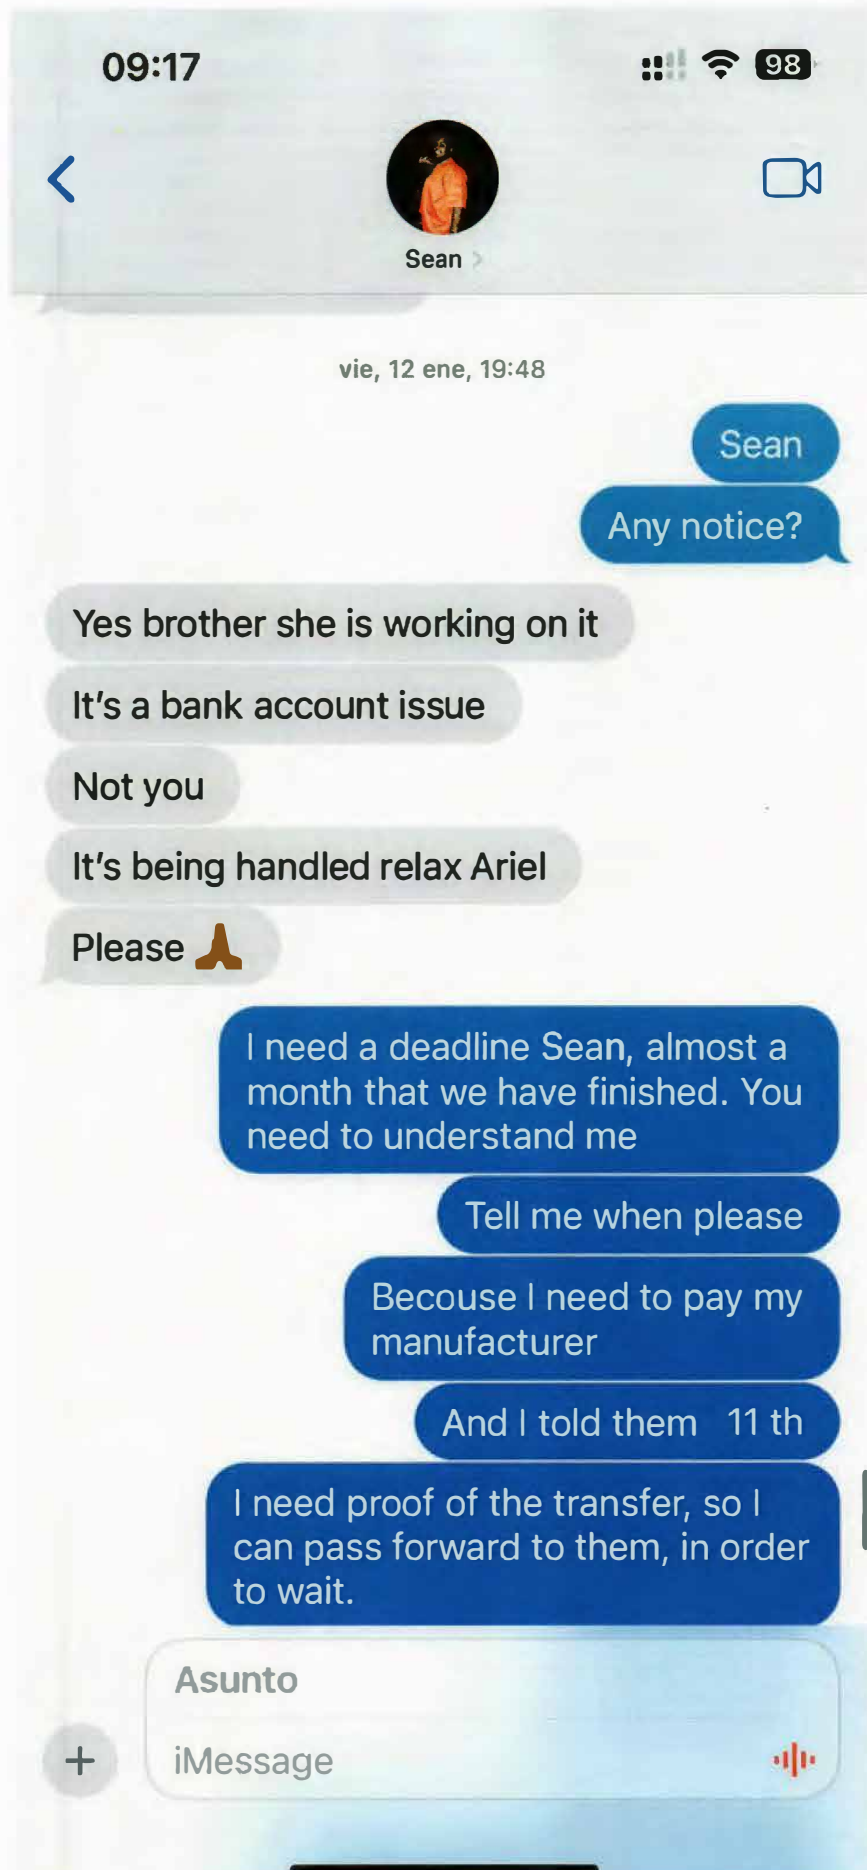 09:17
98
Sean
vie, 12 ene, 19:48
Sean
Any notice?
Yes brother she is working on it
It's a bank account issue
Not you
It's being handled relax Ariel
Please 🙏🏾
I need a deadline Sean, almost a
month that we have finished. You
need to understand me
Tell me when please
Becouse I need to pay my
manufacturer
And I told them 11 th
I need proof of the transfer, so I
can pass forward to them, in order
to wait.
Asunto
iMessage